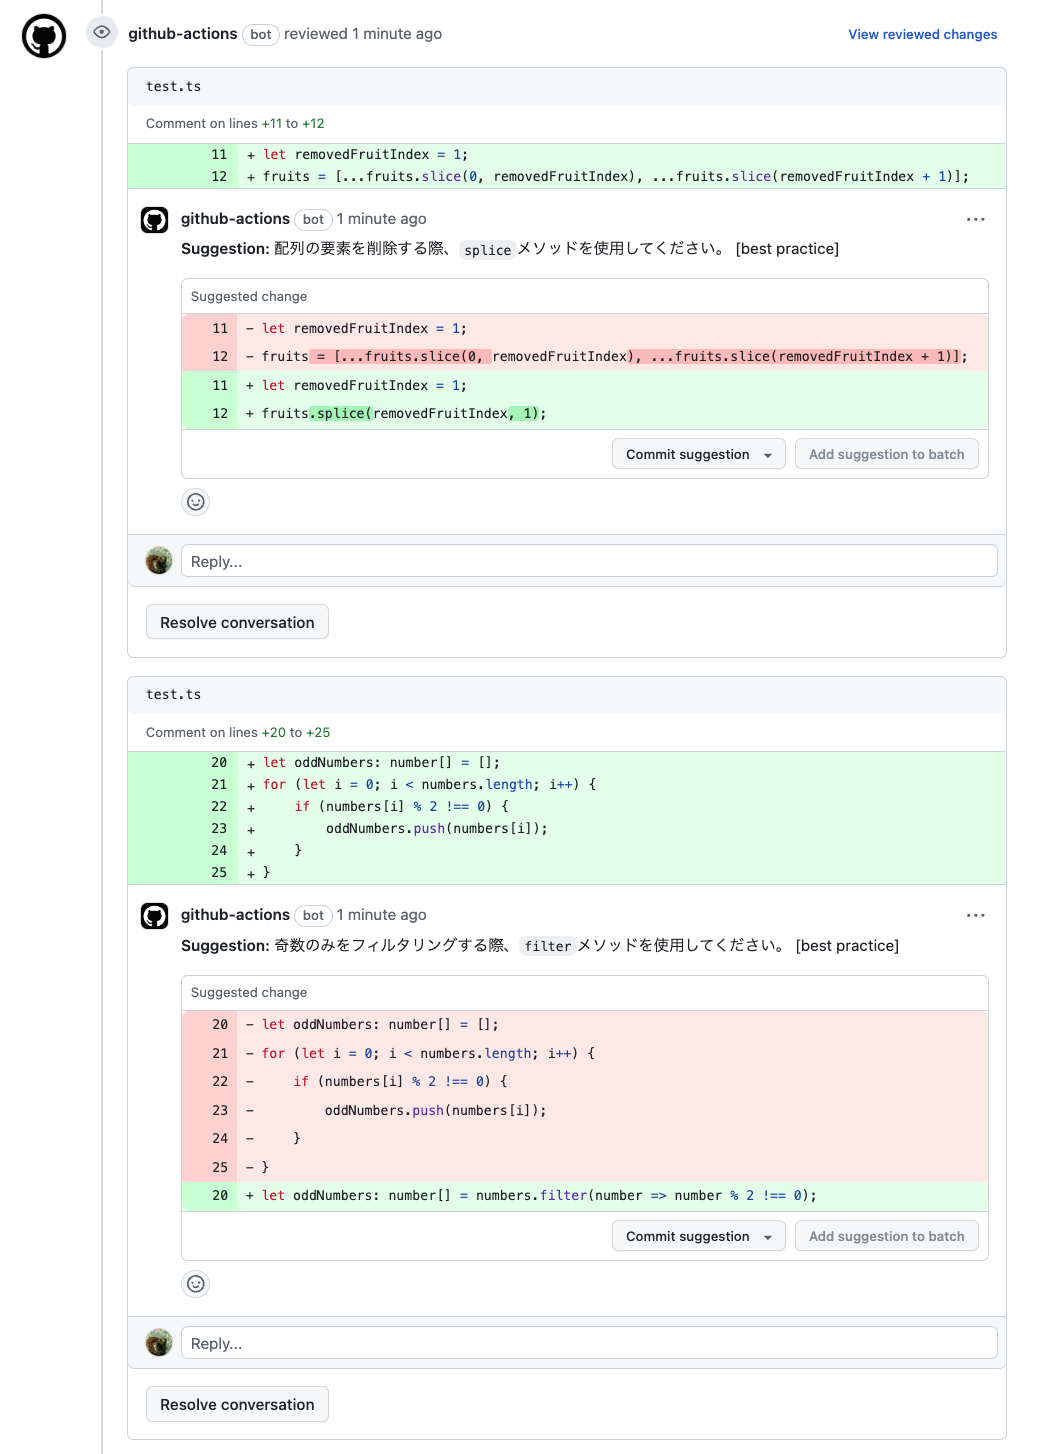 github-actions bot reviewed 1 minute ago View reviewed changes
test.ts
Comment on lines +11 to +12
11 + let removedFruitIndex = 1;
12 + fruits = [...fruits.slice(0, removedFruitIndex), ...fruits.slice(removedFruitIndex + 1)];
github-actions bot 1 minute ago ...
Suggestion: 配列の要素を削除する際、 splice メソッドを使用してください。 [best practice]
Suggested change
11 - let removedFruitIndex = 1;
12 - fruits = [...fruits.slice(0, removedFruitIndex), ...fruits.slice(removedFruitIndex + 1)];
11 + let removedFruitIndex = 1;
12 + fruits.splice(removedFruitIndex, 1);
Commit suggestion Add suggestion to batch
Reply...
Resolve conversation
test.ts
Comment on lines +20 to +25
20 + let oddNumbers: number[] = [];
21 + for (let i = 0; i < numbers.length; i++) {
22 + if (numbers[i] % 2 !== 0) {
23 + oddNumbers.push(numbers[i]);
24 + }
25 + }
github-actions bot 1 minute ago ...
Suggestion: 奇数のみをフィルタリングする際、 filter メソッドを使用してください。 [best practice]
Suggested change
20 - let oddNumbers: number[] = [];
21 - for (let i = 0; i < numbers.length; i++) {
22 - if (numbers[i] % 2 !== 0) {
23 - oddNumbers.push(numbers[i]);
24 - }
25 - }
20 + let oddNumbers: number[] = numbers.filter(number => number % 2 !== 0);
Commit suggestion Add suggestion to batch
Reply...
Resolve conversation